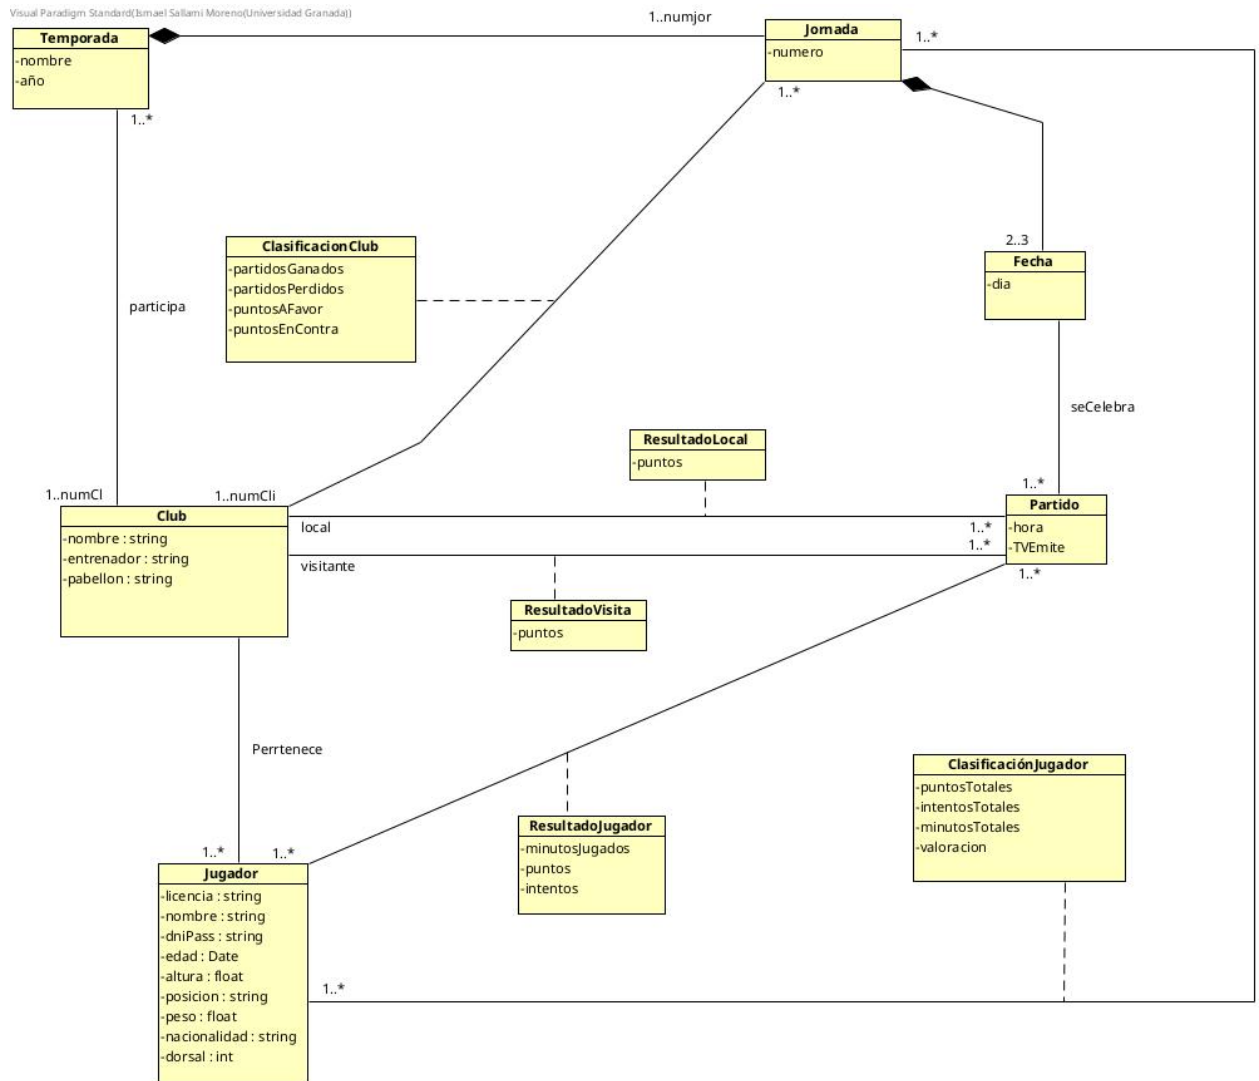 Visual Paradigm Standard(Ismael Sallami Moreno(Universidad Granada))
Temporada
-nombre
-año
1..numjor
Jornada
-numero
1..*
1..*
1..*
2..3
Fecha
-dia
ClasificacionClub
-partidosGanados
-partidosPerdidos
-puntosAFavor
-puntosEnContra
participa
seCelebra
ResultadoLocal
-puntos
1..numCl
1..numCli
Club
-nombre : string
-entrenador : string
-pabellon : string
local
visitante
1..*
1..*
1..*
Partido
-hora
-TVEmite
1..*
ResultadoVisita
-puntos
Perrtenece
ClasificaciónJugador
-puntosTotales
-intentosTotales
-minutosTotales
-valoracion
ResultadoJugador
-minutosJugados
-puntos
-intentos
1..*
1..*
Jugador
-licencia : string
-nombre : string
-dniPass : string
-edad : Date
-altura : float
-posicion : string
-peso : float
-nacionalidad : string
-dorsal : int
1..*